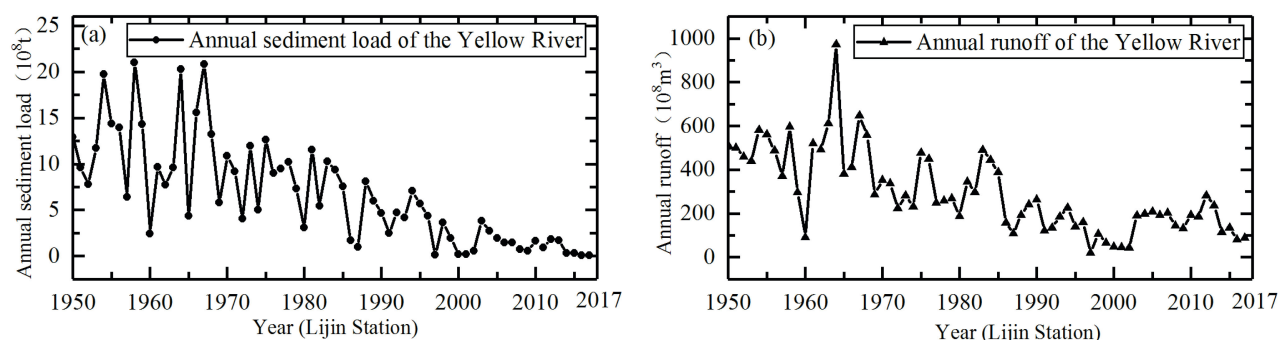 (a)
Annual sediment load of the Yellow River
Annual sediment load（10⁸t）
25
20
15
10
5
0
1950 1960 1970 1980 1990 2000 2010 2017
Year (Lijin Station)
(b)
Annual runoff of the Yellow River
Annual runoff（10⁸m³）
1000
800
600
400
200
0
1950 1960 1970 1980 1990 2000 2010 2017
Year (Lijin Station)